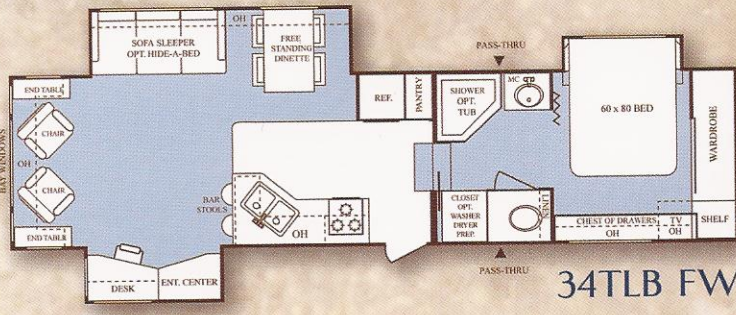 OH
SOFA SLEEPER
OPT. HIDE-A-BED
FREE
STANDING
DINETTE
PASS-THRU
END TABLE
BAY WINDOWS
CHAIR
OH
CHAIR
END TABLE
REF.
PANTRY
SHOWER
OPT.
TUB
MC
60 x 80 BED
WARDROBE
BAR
STOOLS
OH
CLOSET
OPT.
WASHER
DRYER
PREP.
LINEN
CHEST OF DRAWERS
OH
TV
OH
SHELF
DESK
ENT. CENTER
PASS-THRU
34TLB FW